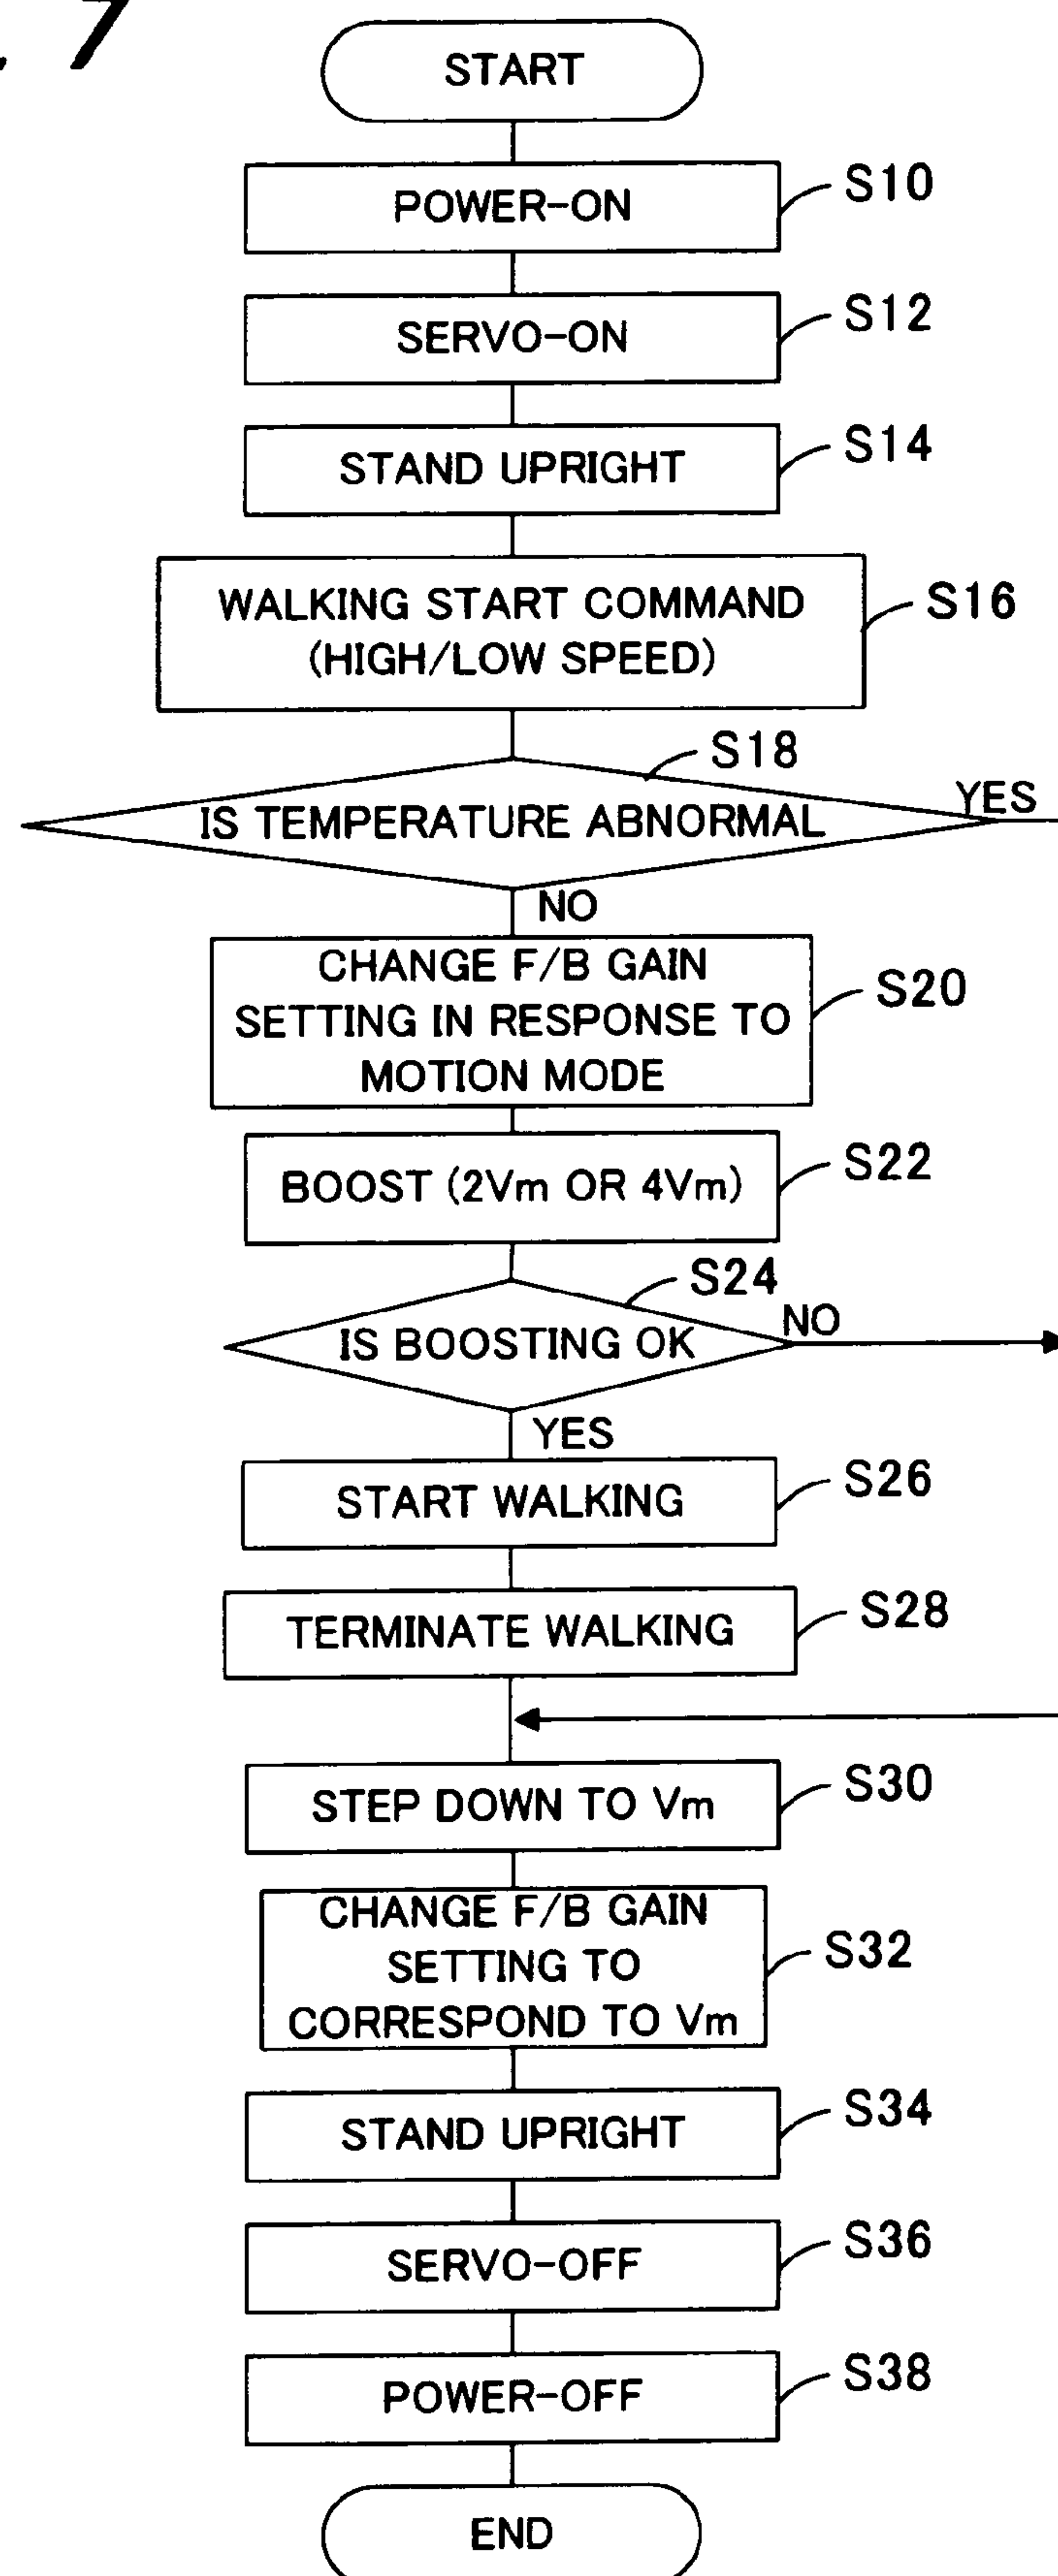 . 7
START
POWER-ON
S10
SERVO-ON
S12
STAND UPRIGHT
S14
WALKING START COMMAND
(HIGH/LOW SPEED)
S16
S18
IS TEMPERATURE ABNORMAL
YES
NO
CHANGE F/B GAIN
SETTING IN RESPONSE TO
MOTION MODE
S20
BOOST (2Vm OR 4Vm)
S22
S24
IS BOOSTING OK
NO
YES
START WALKING
S26
TERMINATE WALKING
S28
STEP DOWN TO Vm
S30
CHANGE F/B GAIN
SETTING TO
CORRESPOND TO Vm
S32
STAND UPRIGHT
S34
SERVO-OFF
S36
POWER-OFF
S38
END